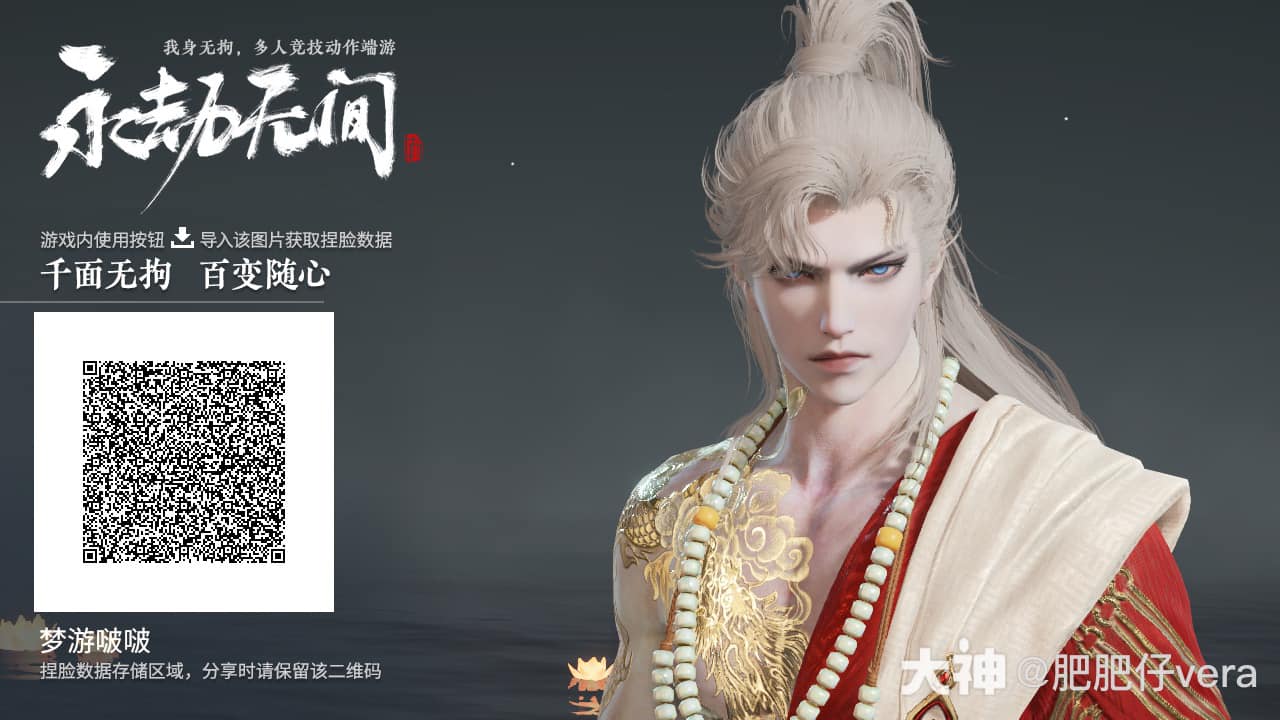 我身无拘，多人竞技动作端游
永劫无间
游戏内使用按钮 导入该图片获取捏脸数据
千面无拘 百变随心
梦游啵啵
捏脸数据存储区域，分享时请保留该二维码
大神 @肥肥仔vera